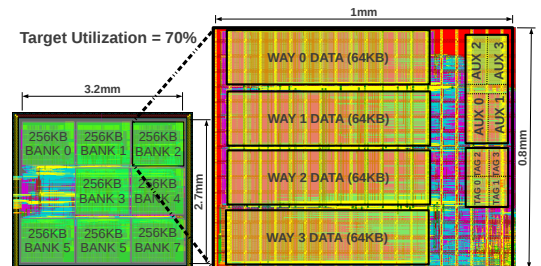 1mm
Target Utilization = 70%
WAY 0 DATA (64KB)
AUX 2
AUX 3
3.2mm
WAY 1 DATA (64KB)
AUX 0
AUX 1
0.8mm
256KB
BANK 0
256KB
BANK 1
256KB
BANK 2
2.7mm
WAY 2 DATA (64KB)
TAG 2
TAG 3
TAG 0
TAG 1
256KB
BANK 3
256KB
BANK 4
256KB
BANK 5
256KB
BANK 5
256KB
BANK 7
WAY 3 DATA (64KB)